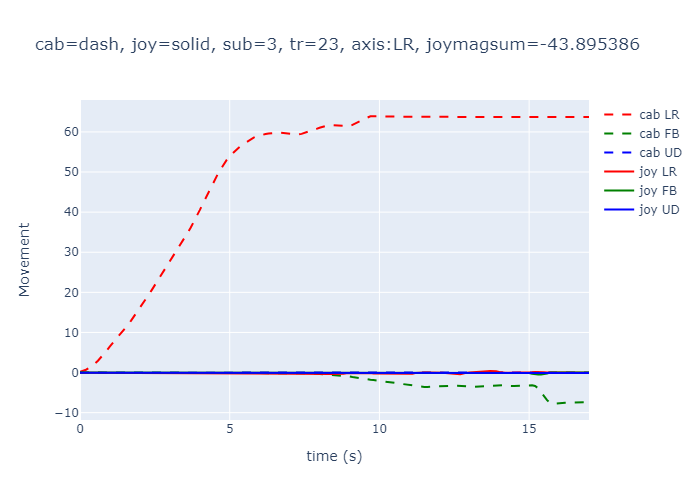 cab=dash, joy=solid, sub=3, tr=23, axis:LR, joymagsum=-43.895386
cab LR
cab FB
cab UD
joy LR
joy FB
joy UD
Movement
60
50
40
30
20
10
0
−10
0
5
10
15
time (s)